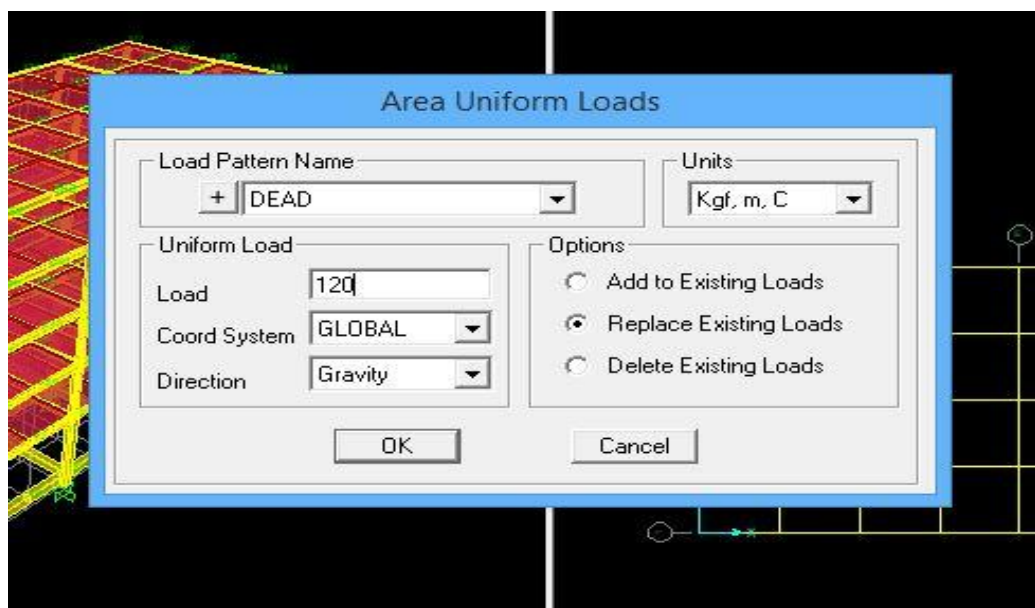 Area Uniform Loads
Load Pattern Name
+ DEAD
Units
Kgf, m, C
Uniform Load
Load 120
Coord System GLOBAL
Direction Gravity
Options
Add to Existing Loads
Replace Existing Loads
Delete Existing Loads
OK
Cancel